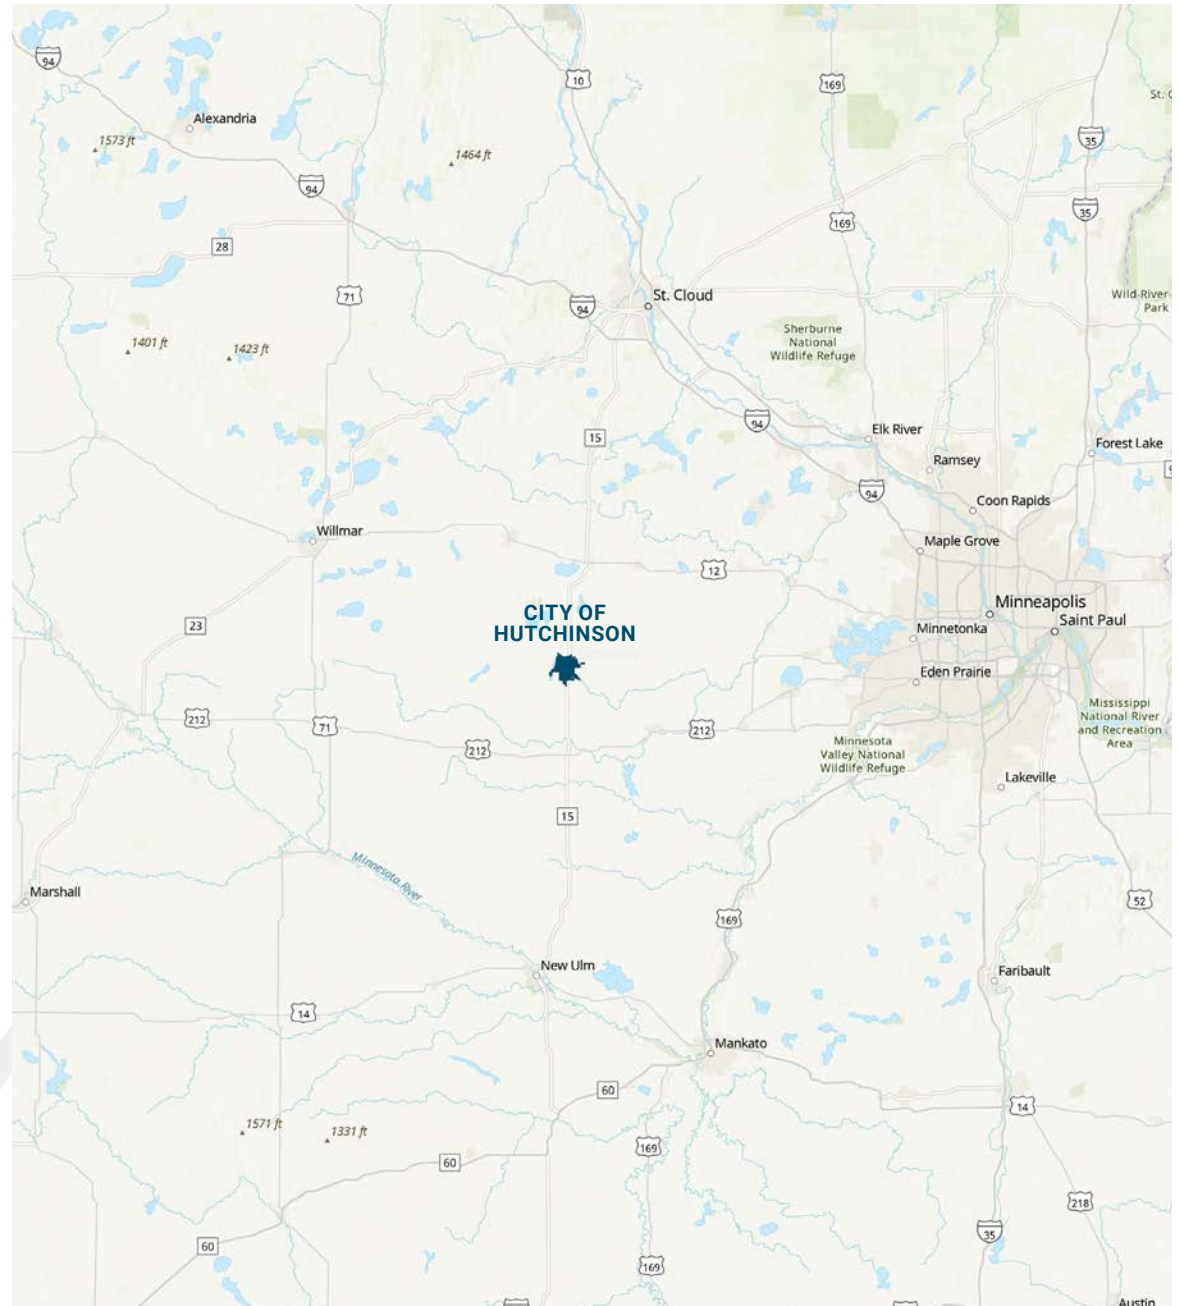 94
10
169
St.
Alexandria
1573 ft
1464 ft
35
94
35
169
28
71
St. Cloud
94
Wild River
Park
Sherburne
National
Wildlife Refuge
1401 ft
1423 ft
94
15
Elk River
Forest Lake
Ramsey
94
Coon Rapids
Willmar
Maple Grove
12
CITY OF
HUTCHINSON
Minneapolis
Saint Paul
23
Minnetonka
Eden Prairie
212
71
212
212
Mississippi
National River
and Recreation
Area
Minnesota
Valley National
Wildlife Refuge
Lakeville
15
Minnesota River
Marshall
52
169
New Ulm
Faribault
14
Mankato
60
14
1571 ft
1331 ft
169
60
218
35
60
169
Austin